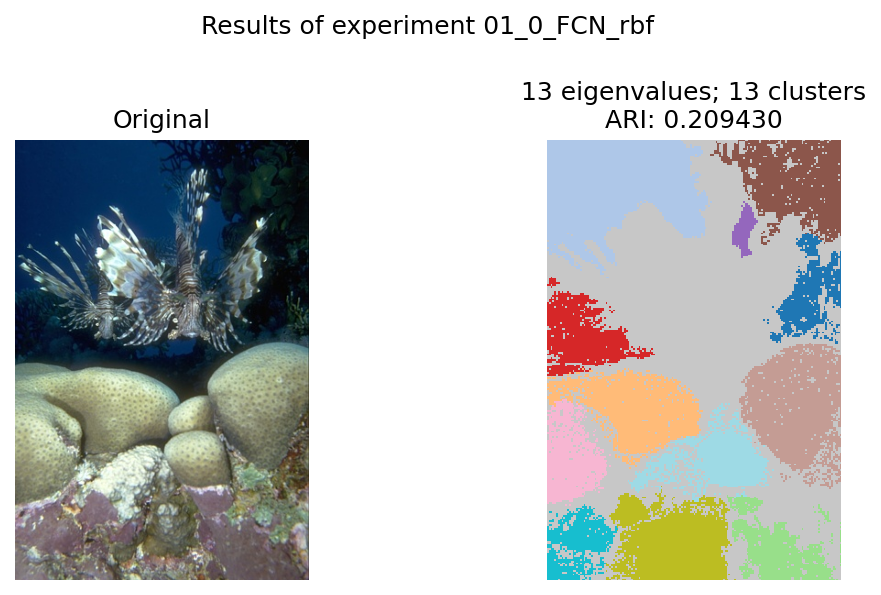 Results of experiment 01_0_FCN_rbf
Original
13 eigenvalues; 13 clusters
ARI: 0.209430